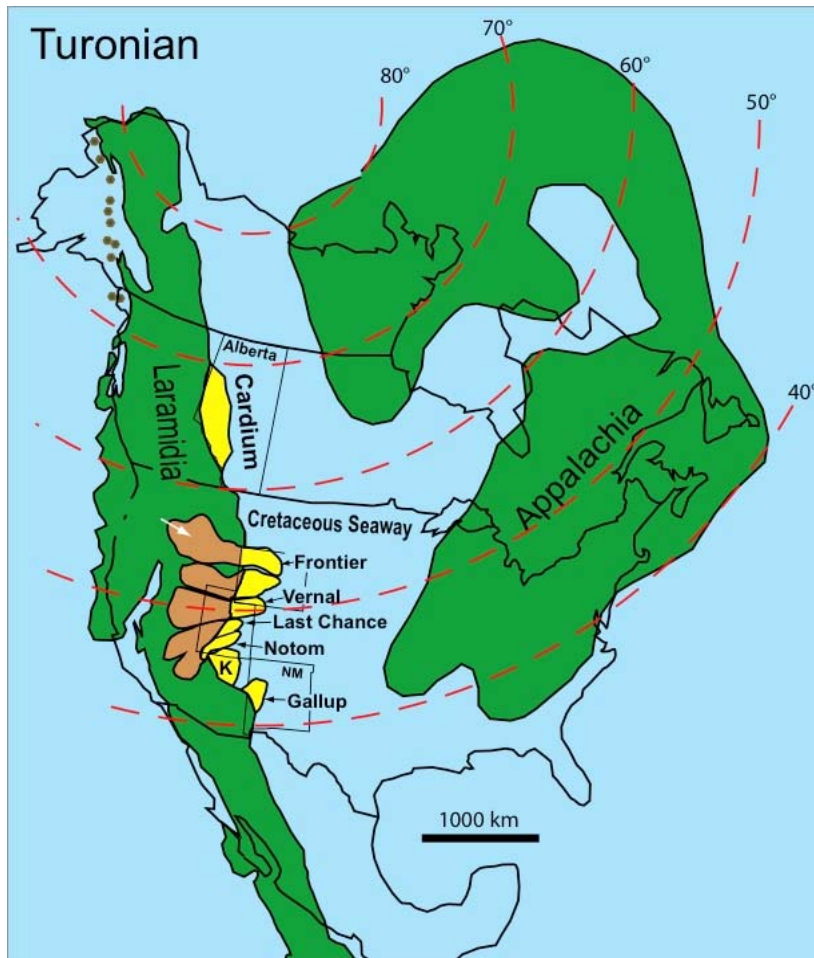 Turonian
70°
80°
60°
50°
40°
Alberta
Cardium
Laramidia
Appalachia
Cretaceous Seaway
Frontier
Vernal
Last Chance
Notom
K
NM
Gallup
1000 km